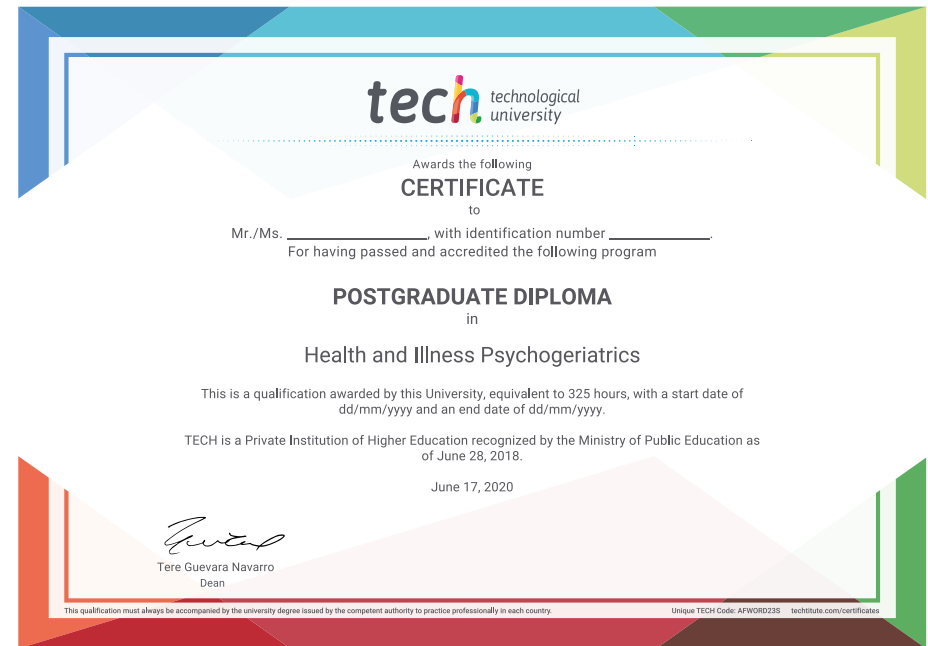 tech technological
university
Awards the following
CERTIFICATE
to
Mr./Ms. ____________________, with identification number ______________.
For having passed and accredited the following program
POSTGRADUATE DIPLOMA
in
Health and Illness Psychogeriatrics
This is a qualification awarded by this University, equivalent to 325 hours, with a start date of
dd/mm/yyyy and an end date of dd/mm/yyyy.
TECH is a Private Institution of Higher Education recognized by the Ministry of Public Education as
of June 28, 2018.
June 17, 2020
Tere Guevara Navarro
Dean
This qualification must always be accompanied by the university degree issued by the competent authority to practice professionally in each country. Unique TECH Code: AFWORD23S techtitute.com/certificates